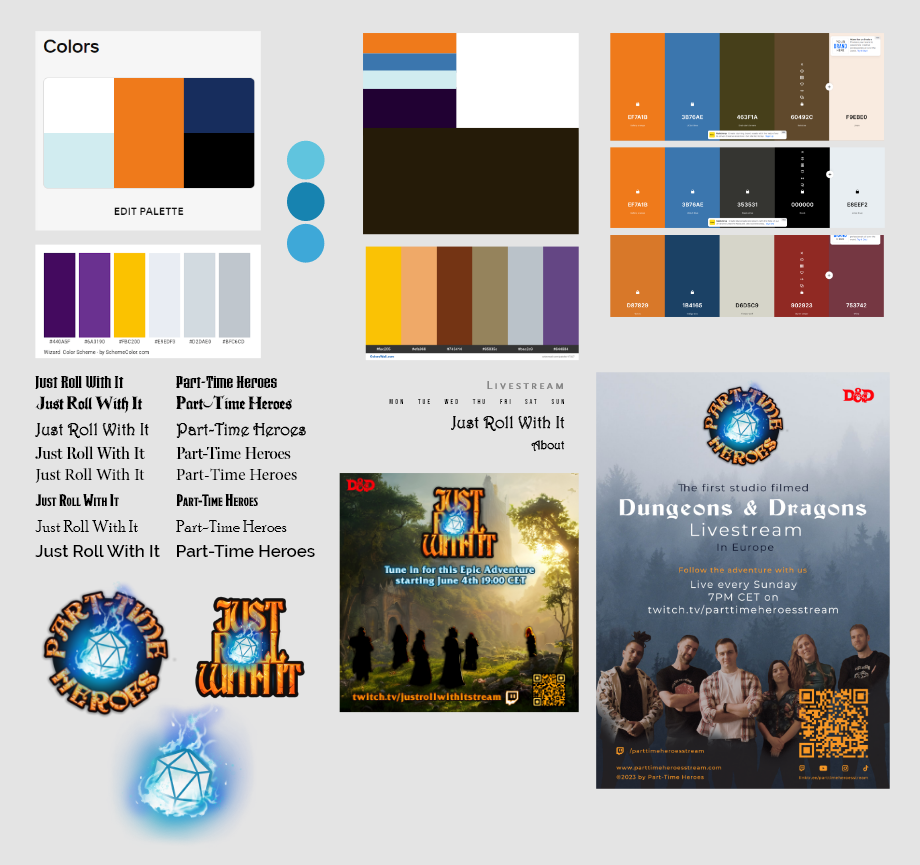 Colors
EDIT PALETTE
#440A5F
#6A3190
#FBC200
#E9EDF3
#D2DAE0
#BFC6CD
Wizard Color Scheme - by SchemeColor.com
EF7A1B
3B76AE
463F1A
60492C
F9EBE0
EF7A1B
3B76AE
353531
000000
E8EEF2
1B4165
D6D5C9
902923
753742
Just Roll With It
Part-Time Heroes
Just Roll With It
Part-Time Heroes
Just Roll With It
Part-Time Heroes
Just Roll With It
Part-Time Heroes
Just Roll With It
Part-Time Heroes
Just Roll With It
Part-Time Heroes
Just Roll With It
Part-Time Heroes
Just Roll With It
Part-Time Heroes
PART-TIME
HEROES
JUST
ROLL
WITH IT
Livestream
MON TUE WED THU FRI SAT SUN
Just Roll With It
About
D&D
JUST
ROLL
WITH IT
Tune in for this Epic Adventure
starting June 4th 19.00 CET
twitch.tv/justrollwithitstream
D&D
PART-TIME
HEROES
The first studio filmed
Dungeons & Dragons
Livestream
In Europe
Follow the adventure with us
Live every Sunday
7PM CET on
twitch.tv/parttimeheroesstream
/parttimeheroesstream
www.parttimeheroesstream.com
©2023 by Part-Time Heroes